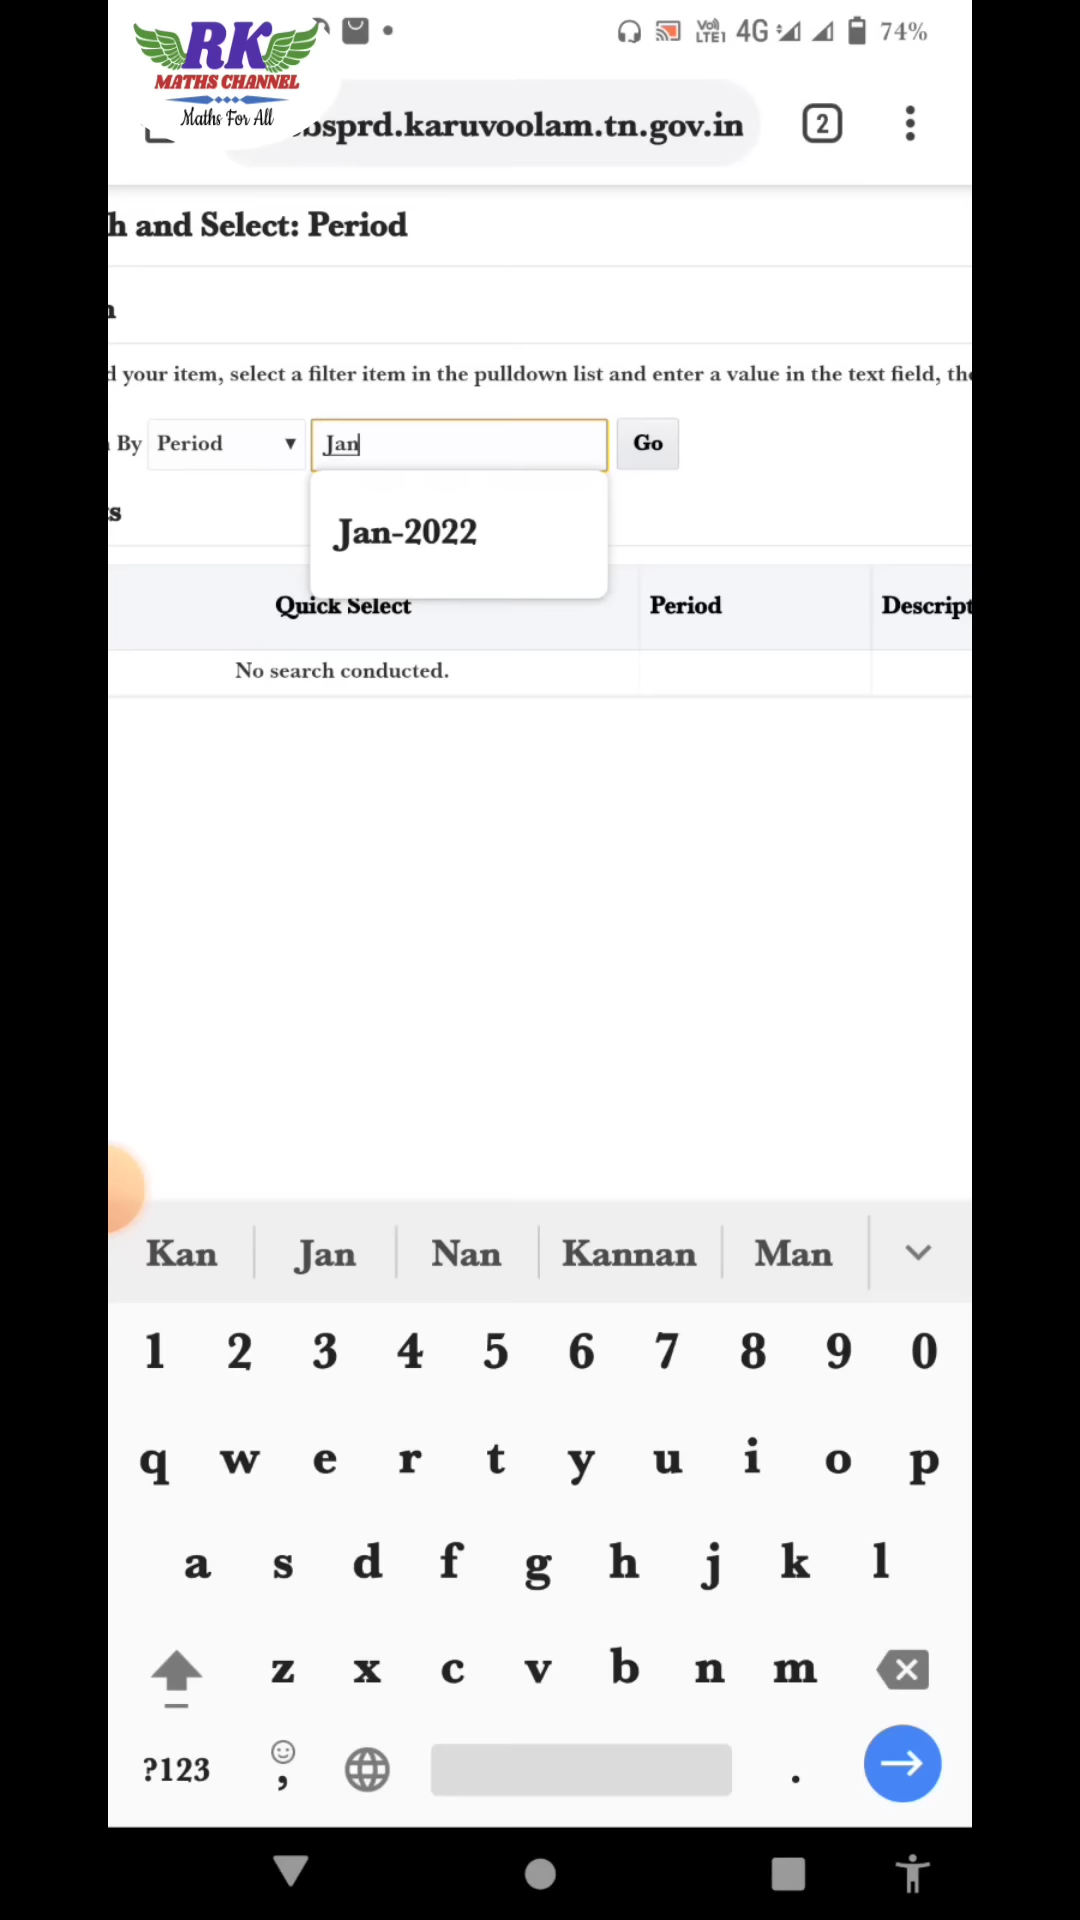 RK
MATHS CHANNEL
Maths For All
VoLTE1 4G 74%
bsprd.karuvoolam.tn.gov.in
2
h and Select: Period
n
d your item, select a filter item in the pulldown list and enter a value in the text field, the
By Period Jan Go
s
Jan-2022
Quick Select Period Descript
No search conducted.
Kan Jan Nan Kannan Man
1 2 3 4 5 6 7 8 9 0
q w e r t y u i o p
a s d f g h j k l
z x c v b n m
?123 , .